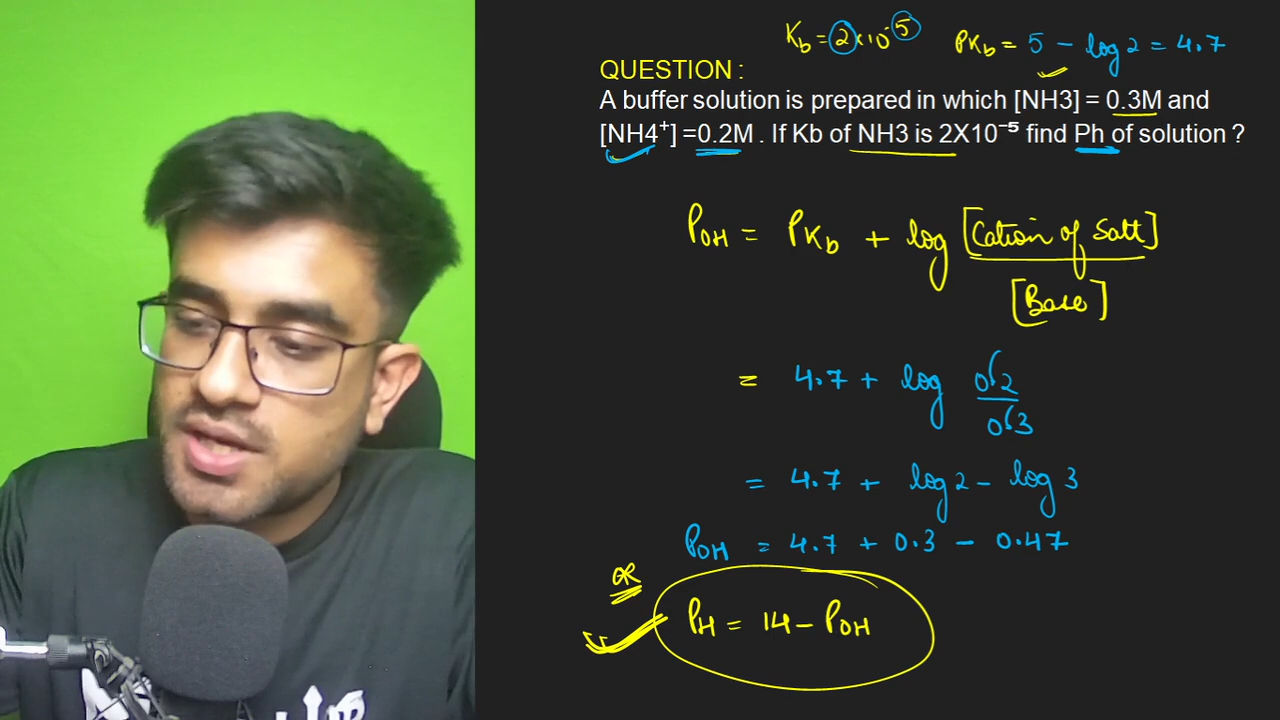 Kb = 2×10⁻⁵ PKb = 5 - log 2 = 4.7
QUESTION :
A buffer solution is prepared in which [NH3] = 0.3M and
[NH4⁺] =0.2M . If Kb of NH3 is 2X10⁻⁵ find Ph of solution ?
POH = PKb + log [Cation of Salt]
[Base]
= 4.7 + log 0.2
0.3
= 4.7 + log 2 - log 3
POH = 4.7 + 0.3 - 0.47
OR
PH = 14 - POH